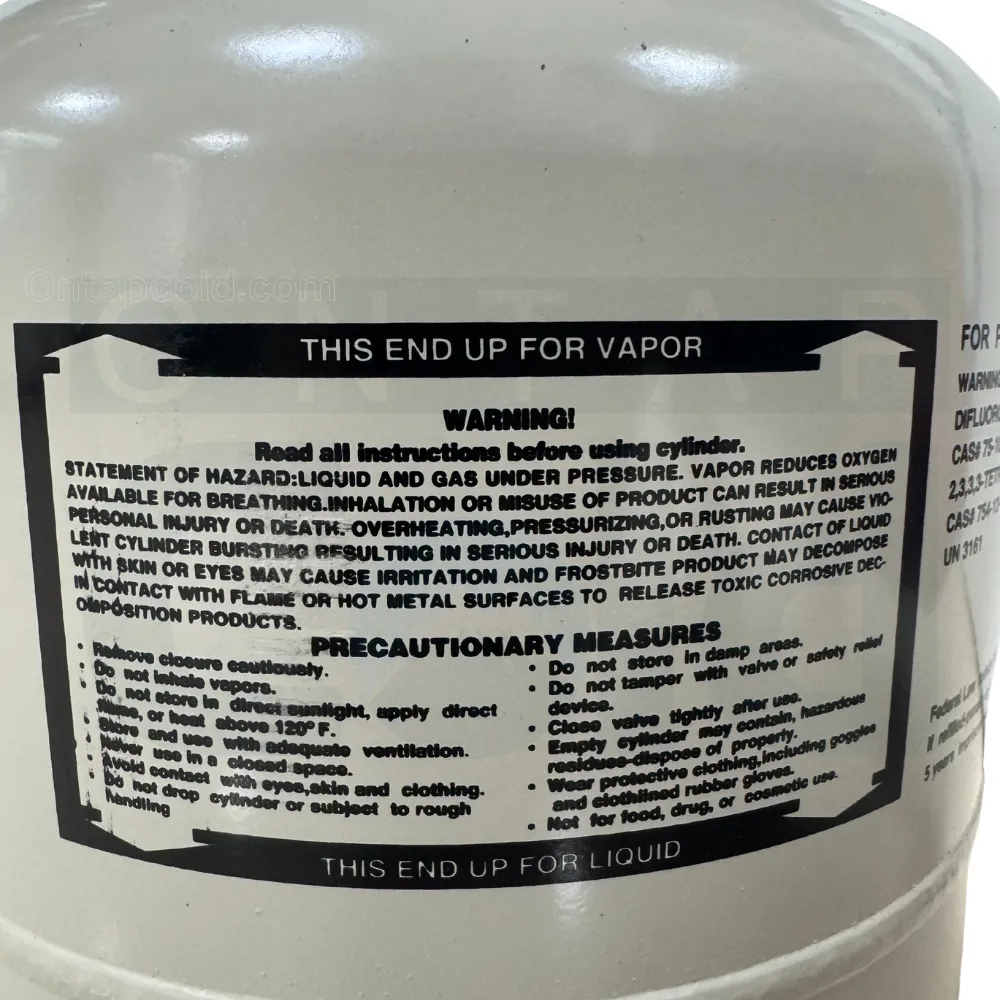 Ontapcold.com
ONTAP
THIS END UP FOR VAPOR
WARNING!
Read all instructions before using cylinder.
STATEMENT OF HAZARD:LIQUID AND GAS UNDER PRESSURE. VAPOR REDUCES OXYGEN
AVAILABLE FOR BREATHING.INHALATION OR MISUSE OF PRODUCT CAN RESULT IN SERIOUS
PERSONAL INJURY OR DEATH. OVERHEATING,PRESSURIZING,OR RUSTING MAY CAUSE VIO-
LENT CYLINDER BURSTING RESULTING IN SERIOUS INJURY OR DEATH. CONTACT OF LIQUID
WITH SKIN OR EYES MAY CAUSE IRRITATION AND FROSTBITE PRODUCT MAY DECOMPOSE
IN CONTACT WITH FLAME OR HOT METAL SURFACES TO RELEASE TOXIC CORROSIVE DEC-
OMPOSITION PRODUCTS.
PRECAUTIONARY MEASURES
• Remove closure cautiously.
• Do not inhale vapors.
• Do not store in direct sunlight, apply direct
flame, or heat above 120° F.
• Store and use with adequate ventilation.
• Never use in a closed space.
• Avoid contact with eyes,skin and clothing.
• Do not drop cylinder or subject to rough
handling
• Do not store in damp areas.
• Do not tamper with valve or safety relief
device.
• Close valve tightly after use.
• Empty cylinder may contain, hazardous
residues-dispose of properly.
• Wear protective clothing,including goggles
and clothlined rubber gloves.
• Not for food, drug, or cosmetic use.
THIS END UP FOR LIQUID
FOR
WARNING
DIFLUORO
CAS# 75-10
2,3,3,3-TET
CAS# 754-12
UN 3161
Federal Law
if refilled
5 years